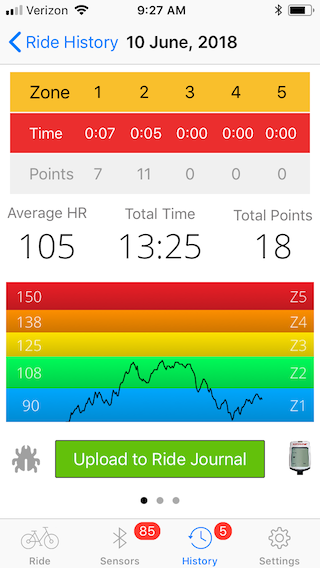 Verizon 9:27 AM
Ride History 10 June, 2018
Zone 1 2 3 4 5
Time 0:07 0:05 0:00 0:00 0:00
Points 7 11 0 0 0
Average HR Total Time Total Points
105 13:25 18
150 Z5
138 Z4
125 Z3
108 Z2
90 Z1
Upload to Ride Journal
85 5
Ride Sensors History Settings